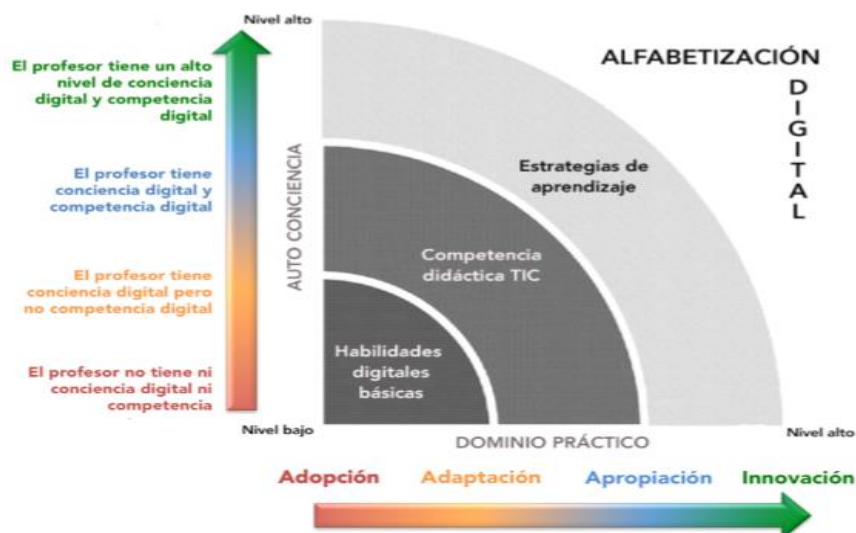 Nivel alto
El profesor tiene un alto
nivel de conciencia
digital y competencia
digital
El profesor tiene
conciencia digital y
competencia digital
El profesor tiene
conciencia digital pero
no competencia digital
El profesor no tiene ni
conciencia digital ni
competencia
Nivel bajo
AUTO CONCIENCIA
ALFABETIZACIÓN
DIGITAL
Estrategias de
aprendizaje
Competencia
didáctica TIC
Habilidades
digitales
básicas
DOMINIO PRÁCTICO
Nivel alto
Adopción Adaptación Apropiación Innovación